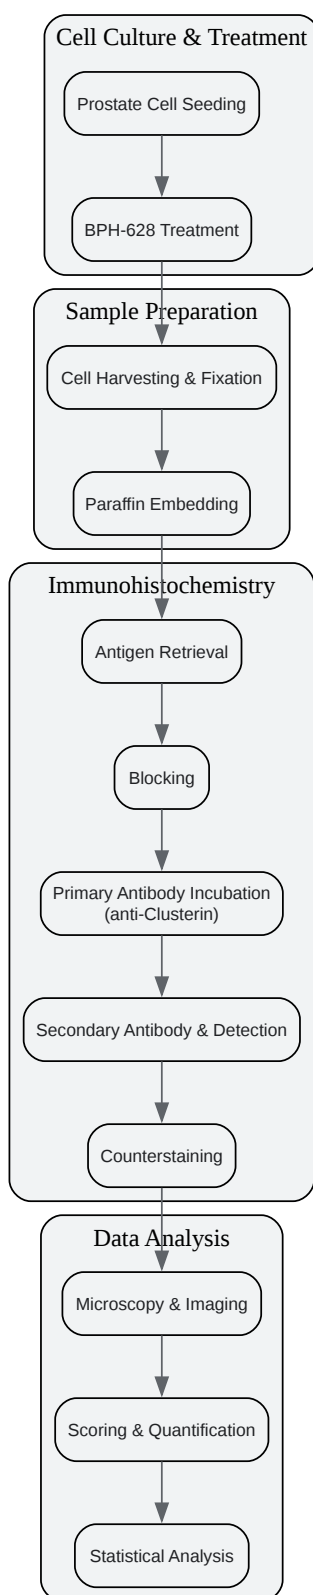 Cell Culture & Treatment
Prostate Cell Seeding
BPH-628 Treatment
Sample Preparation
Cell Harvesting & Fixation
Paraffin Embedding
Immunohistochemistry
Antigen Retrieval
Blocking
Primary Antibody Incubation
(anti-Clusterin)
Secondary Antibody & Detection
Counterstaining
Data Analysis
Microscopy & Imaging
Scoring & Quantification
Statistical Analysis